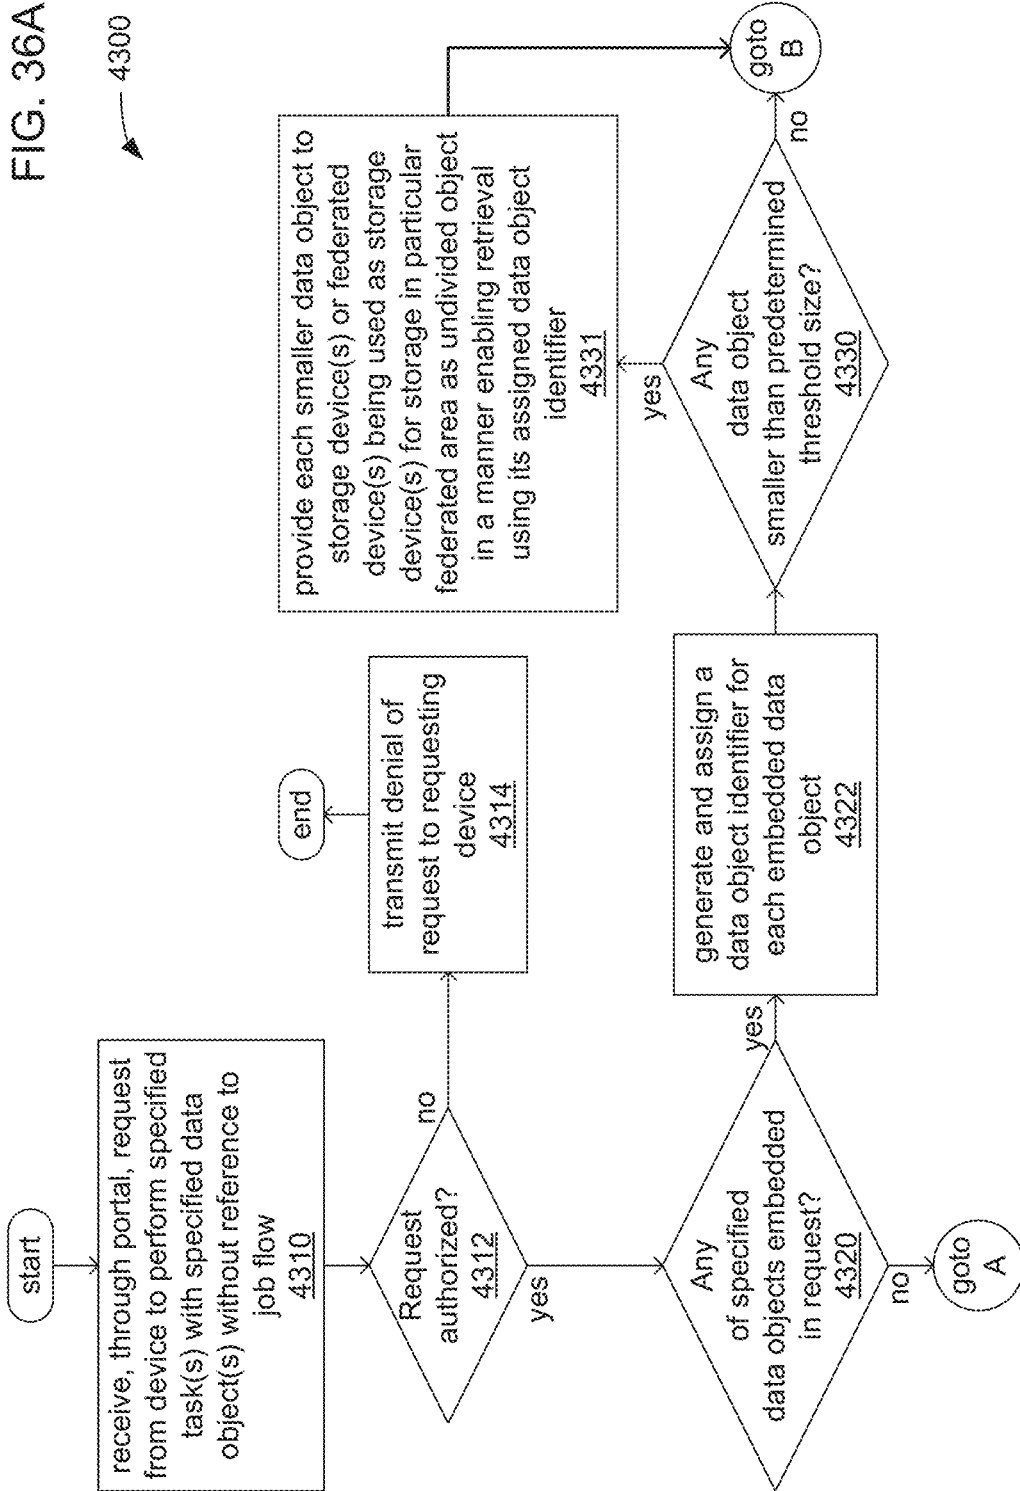 FIG. 36A
4300
start
receive, through portal, request
from device to perform specified
task(s) with specified data
object(s) without reference to
job flow
4310
Request
authorized?
4312
no
yes
transmit denial of
request to requesting
device
4314
end
Any
of specified
data objects embedded
in request?
4320
no
goto
A
yes
generate and assign a
data object identifier for
each embedded data
object
4322
Any
data object
smaller than predetermined
threshold size?
4330
yes
no
provide each smaller data object to
storage device(s) or federated
device(s) being used as storage
device(s) for storage in particular
federated area as undivided object
in a manner enabling retrieval
using its assigned data object
identifier
4331
goto
B